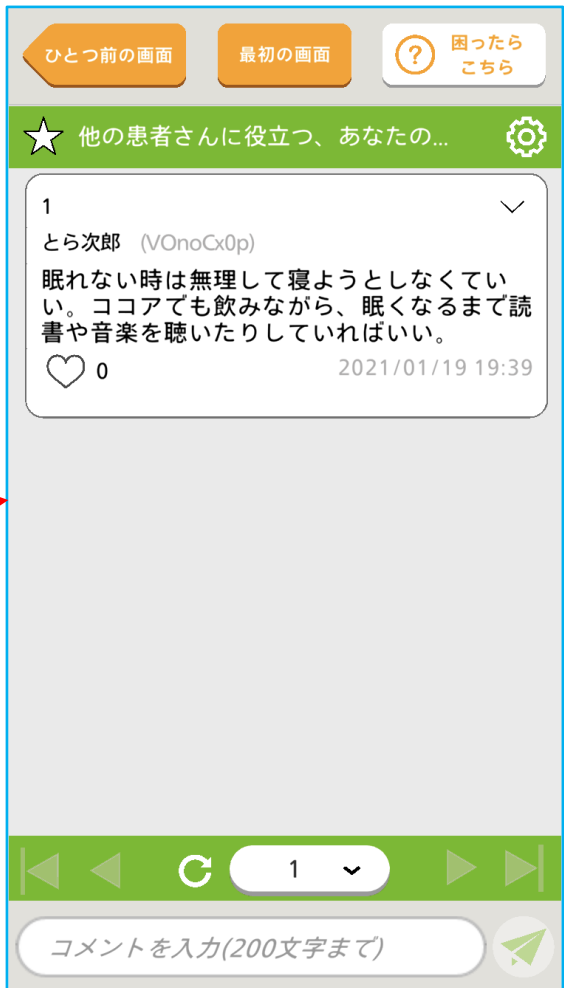 ひとつ前の画面
最初の画面
?
困ったら
こちら
他の患者さんに役立つ、あなたの...
1
とら次郎 (VOnoCx0p)
眠れない時は無理して寝ようとしなくてい
い。ココアでも飲みながら、眠くなるまで読
書や音楽を聴いたりしていればいい。
0
2021/01/19 19:39
1
コメントを入力(200文字まで)